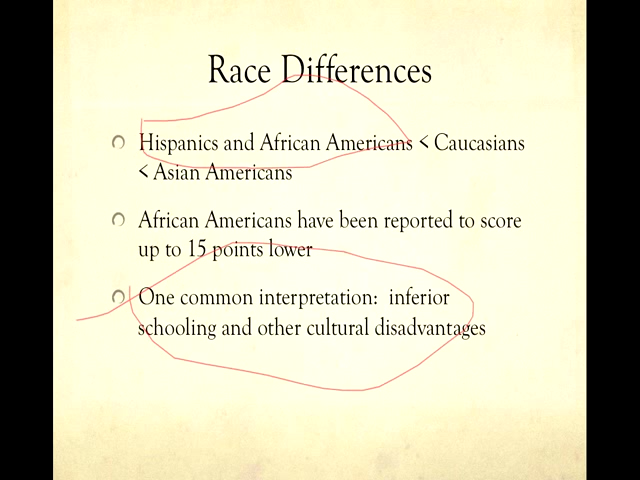 Race Differences
Hispanics and African Americans < Caucasians
< Asian Americans
African Americans have been reported to score
up to 15 points lower
One common interpretation: inferior
schooling and other cultural disadvantages